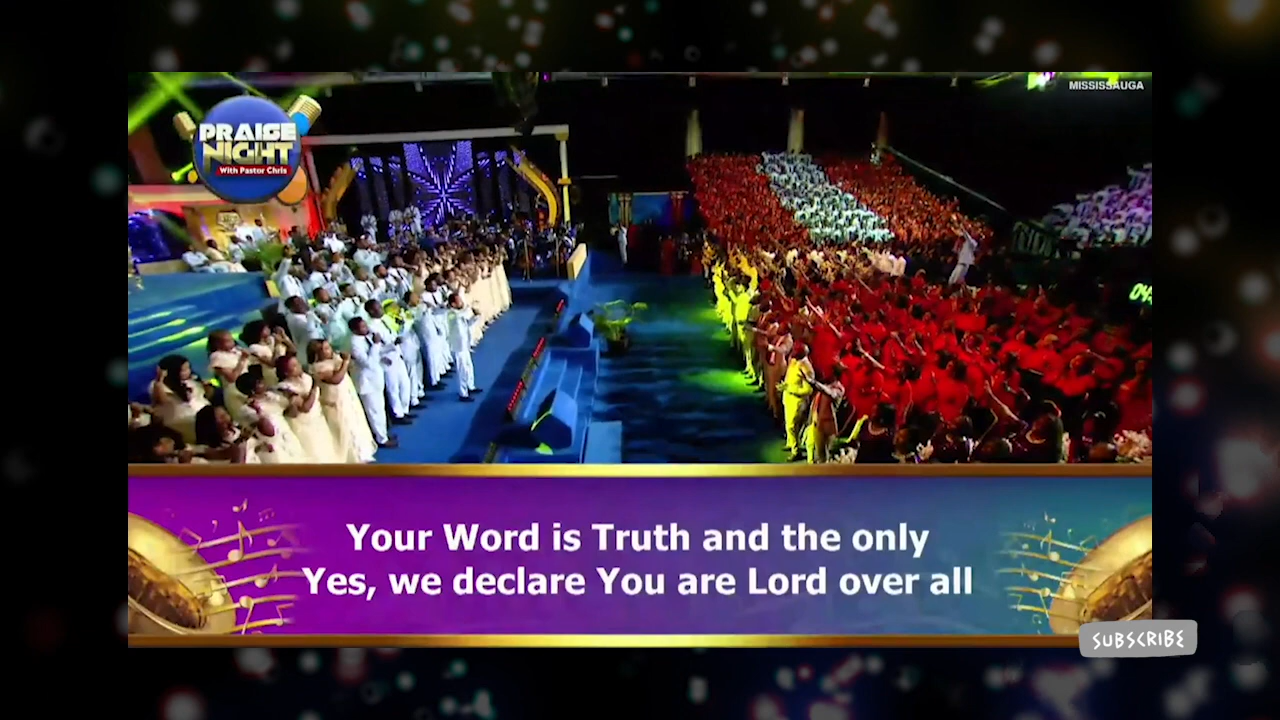 MISSISSAUGA
PRAISE
NIGHT
With Pastor Chris
Your Word is Truth and the only
Yes, we declare You are Lord over all
SUBSCRIBE